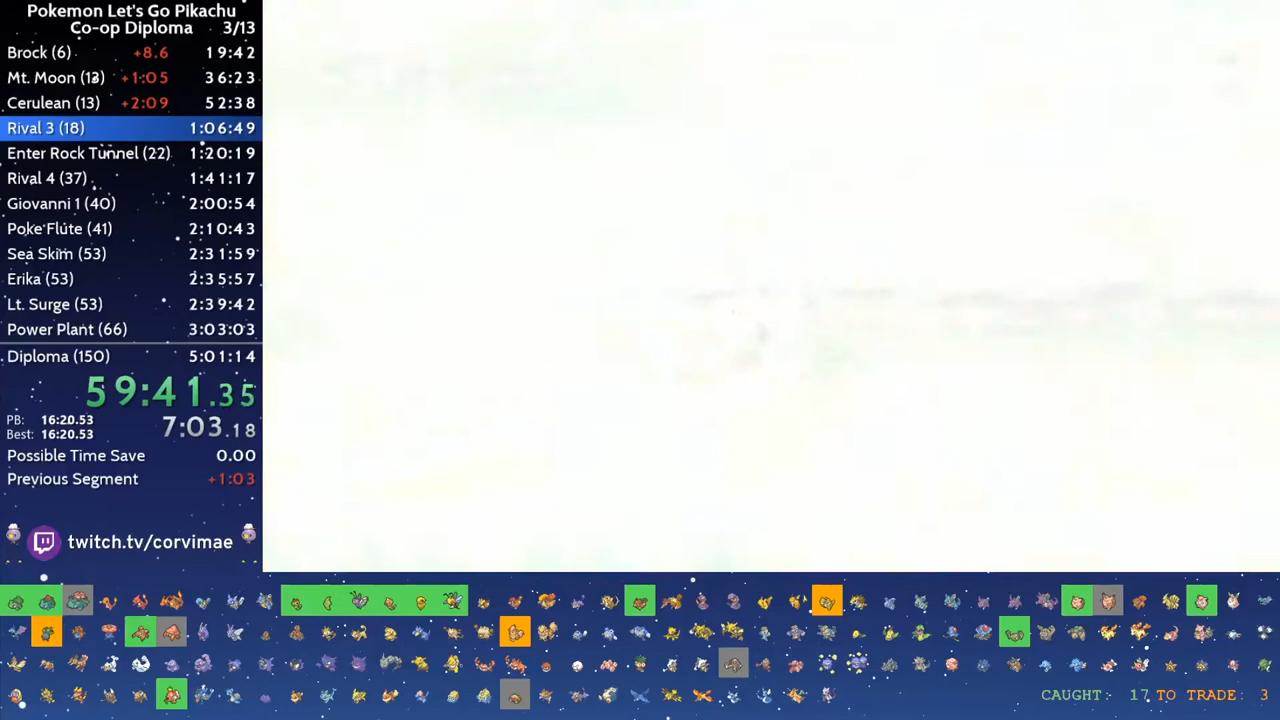 Pokemon Let's Go Pikachu
Co-op Diploma 3/13
Brock (6) +8.6 19:42
Mt. Moon (13) +1:05 36:23
Cerulean (13) +2:09 52:38
Rival 3 (18) 1:06:49
Enter Rock Tunnel (22) 1:20:19
Rival 4 (37) 1:41:17
Giovanni 1 (40) 2:00:54
Poke Flute (41) 2:10:43
Sea Skim (53) 2:31:59
Erika (53) 2:35:57
Lt. Surge (53) 2:39:42
Power Plant (66) 3:03:03
Diploma (150) 5:01:14
59:41.35
PB: 16:20.53 7:03.18
Best: 16:20.53
Possible Time Save 0.00
Previous Segment +1:03
twitch.tv/corvimae
CAUGHT: 17 TO TRADE: 3